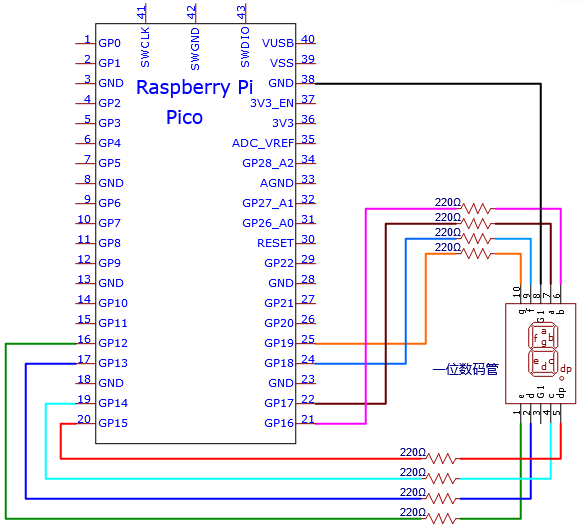 41 42 43
SWCLK SWGND SWDIO
1 GP0 VUSB 40
2 GP1 VSS 39
3 GND GND 38
Raspberry Pi
4 GP2 3V3_EN 37
Pico
5 GP3 3V3 36
6 GP4 ADC_VREF 35
7 GP5 GP28_A2 34
8 GND AGND 33
9 GP6 GP27_A1 32
10 GP7 GP26_A0 31
11 GP8 RESET 30
12 GP9 GP22 29
13 GND GND 28
14 GP10 GP21 27
15 GP11 GP20 26
16 GP12 GP19 25
17 GP13 GP18 24
18 GND GND 23
19 GP14 GP17 22
20 GP15 GP16 21
220Ω
220Ω
220Ω
220Ω
10 9 8 7 6
g f G1 a b
a
f b
g
e c
d
dp
一位数码管
e d G1 c dp
1 2 3 4 5
220Ω
220Ω
220Ω
220Ω